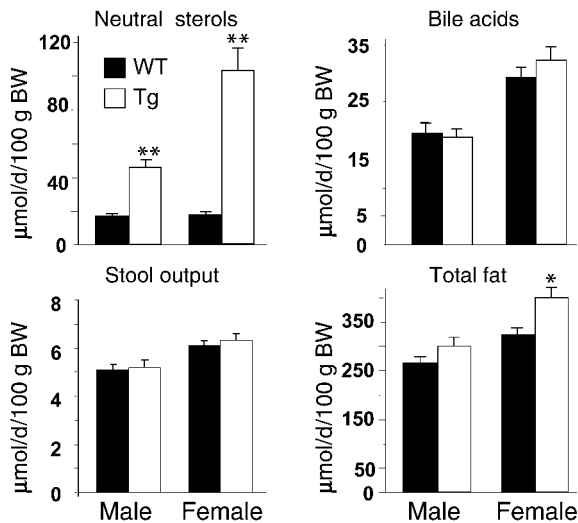 Neutral sterols
120
80
40
20
0
µmol/d/100 g BW
WT
Tg
**
**
Bile acids
35
25
15
5
0
µmol/d/100 g BW
Stool output
8
6
4
2
0
µmol/d/100 g BW
Male Female
Total fat
350
250
150
50
0
µmol/d/100 g BW
*
Male Female